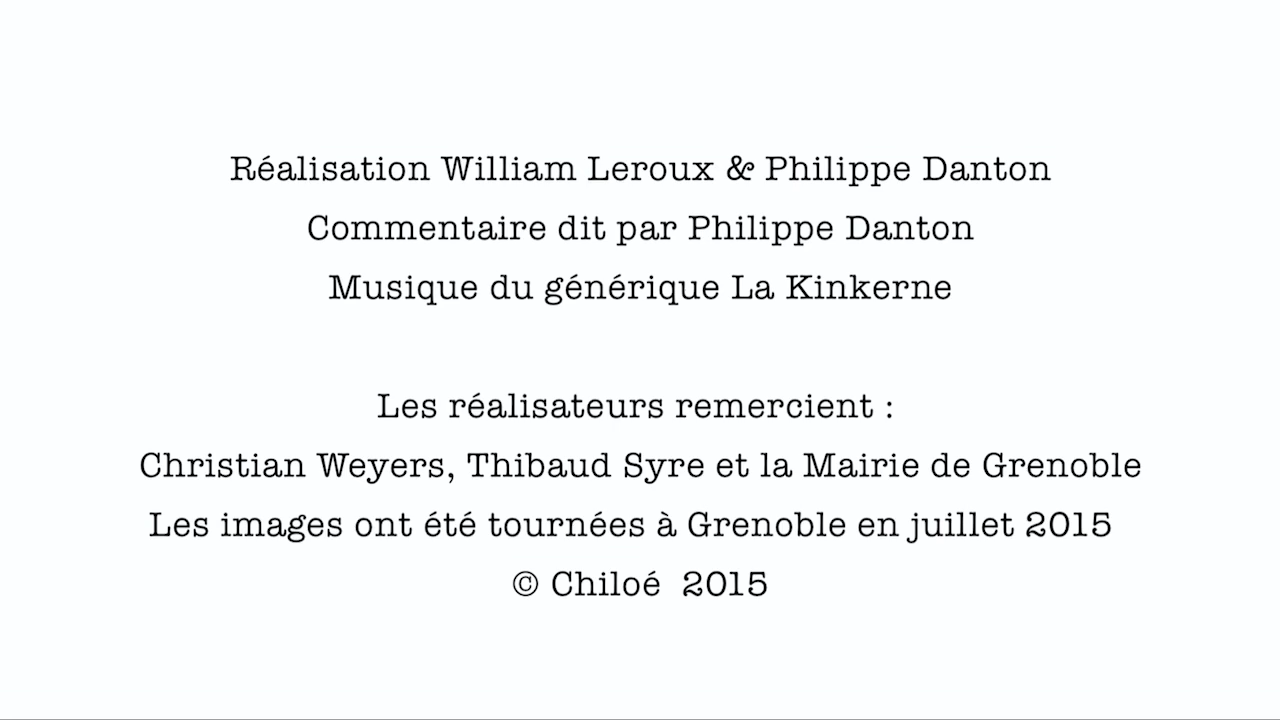 Réalisation William Leroux & Philippe Danton
Commentaire dit par Philippe Danton
Musique du générique La Kinkerne
Les réalisateurs remercient :
Christian Weyers, Thibaud Syre et la Mairie de Grenoble
Les images ont été tournées à Grenoble en juillet 2015
© Chiloé  2015